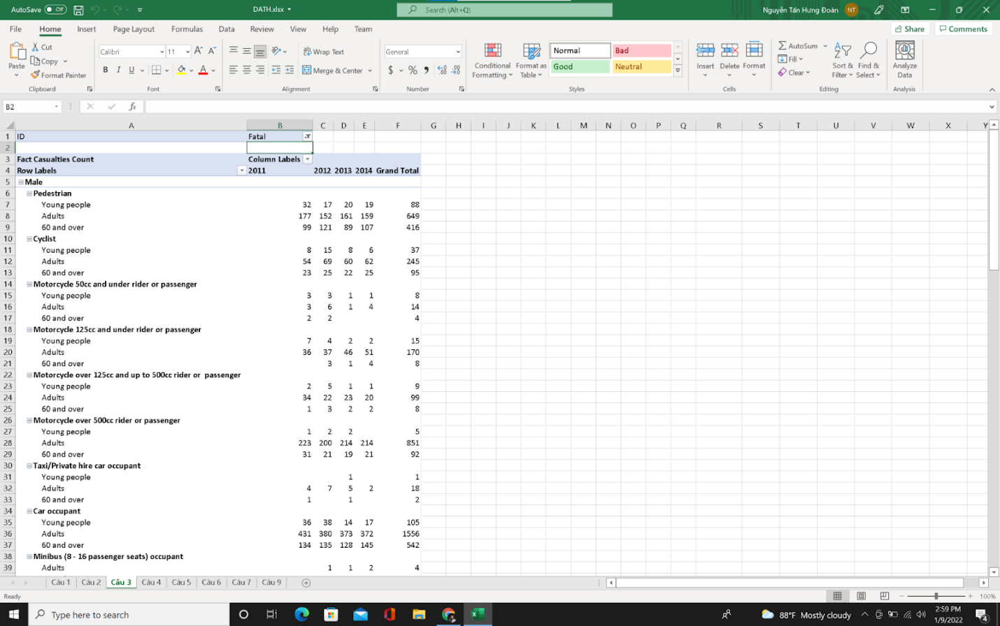 AutoSave Off DATH.xlsx Search (Alt+Q) Nguyễn Tấn Hưng Đoàn NT
File Home Insert Page Layout Formulas Data Review View Help Team Share Comments
Paste Cut Copy Format Painter Clipboard
Calibri 11 B I U Font
Wrap Text Merge & Center Alignment
General $ % Number
Conditional Formatting Format as Table Normal Bad Good Neutral Styles
Insert Delete Format Cells
AutoSum Fill Clear Sort & Filter Find & Select Editing
Analyze Data Analysis
B2 fx
A B C D E F G H I J K L M N O P Q R S T U V W X Y
1 ID Fatal
2
3 Fact Casualties Count Column Labels
4 Row Labels 2011 2012 2013 2014 Grand Total
5 Male
6 Pedestrian
7 Young people 32 17 20 19 88
8 Adults 177 152 161 159 649
9 60 and over 99 121 89 107 416
10 Cyclist
11 Young people 8 15 8 6 37
12 Adults 54 69 60 62 245
13 60 and over 23 25 22 25 95
14 Motorcycle 50cc and under rider or passenger
15 Young people 3 3 1 1 8
16 Adults 3 6 1 4 14
17 60 and over 2 2 4
18 Motorcycle 125cc and under rider or passenger
19 Young people 7 4 2 2 15
20 Adults 36 37 46 51 170
21 60 and over 3 1 4 8
22 Motorcycle over 125cc and up to 500cc rider or passenger
23 Young people 2 5 1 1 9
24 Adults 34 22 23 20 99
25 60 and over 1 3 2 2 8
26 Motorcycle over 500cc rider or passenger
27 Young people 1 2 2 5
28 Adults 223 200 214 214 851
29 60 and over 31 21 19 21 92
30 Taxi/Private hire car occupant
31 Young people 1 1
32 Adults 4 7 5 2 18
33 60 and over 1 1 2
34 Car occupant
35 Young people 36 38 14 17 105
36 Adults 431 380 373 372 1556
37 60 and over 134 135 128 145 542
38 Minibus (8 - 16 passenger seats) occupant
39 Adults 1 1 2 4
Câu 1 Câu 2 Câu 3 Câu 4 Câu 5 Câu 6 Câu 7 Câu 9
Ready 100%
Type here to search 88°F Mostly cloudy 2:59 PM
1/9/2022 4